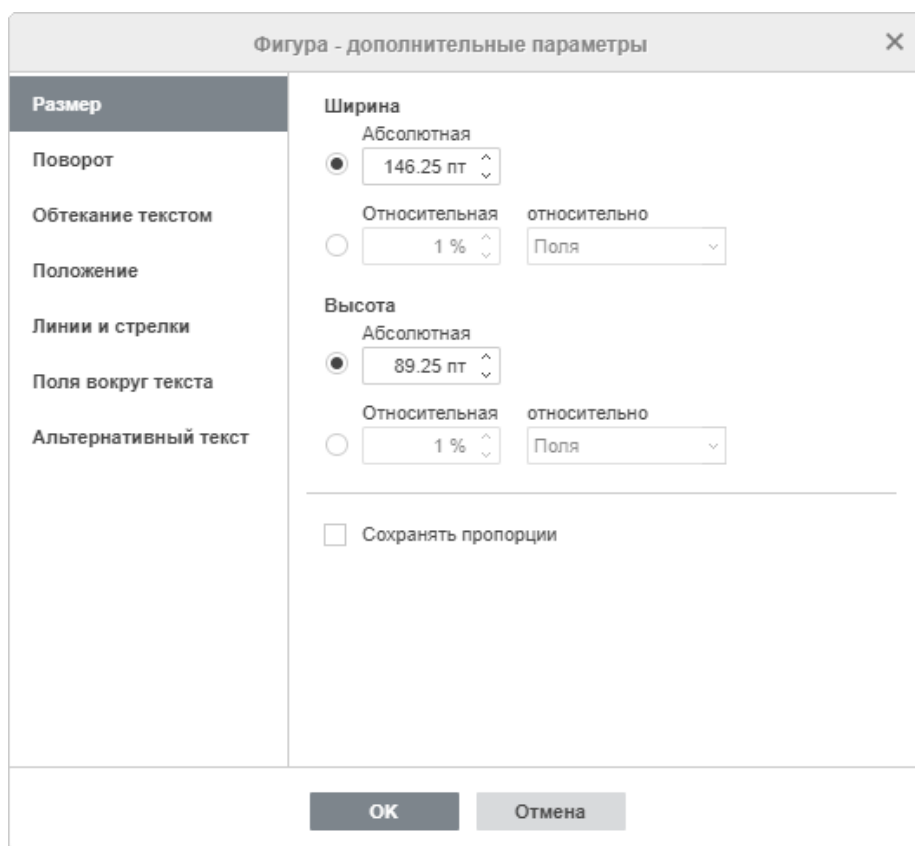 Фигура - дополнительные параметры
Размер
Поворот
Обтекание текстом
Положение
Линии и стрелки
Поля вокруг текста
Альтернативный текст
Ширина
Абсолютная
146.25 пт
Относительная относительно
1 % Поля
Высота
Абсолютная
89.25 пт
Относительная относительно
1 % Поля
Сохранять пропорции
OK Отмена